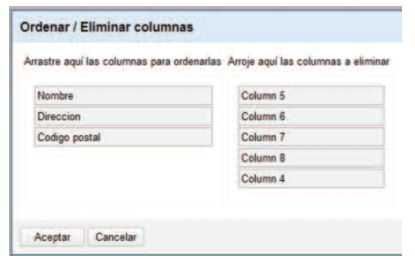 Ordenar / Eliminar columnas
Arrastre aquí las columnas para ordenarlas Arroje aquí las columnas a eliminar
Nombre
Direccion
Codigo postal
Column 5
Column 6
Column 7
Column 8
Column 4
Aceptar Cancelar